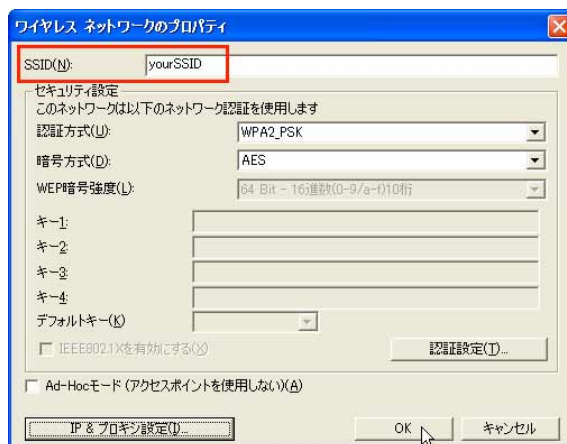 ワイヤレス ネットワークのプロパティ
SSID(N): yourSSID
セキュリティ設定
このネットワークは以下のネットワーク認証を使用します
認証方式(U): WPA2_PSK
暗号方式(D): AES
WEP暗号強度(L): 64 Bit - 16進数(0-9/a-f)10桁
キー1:
キー2:
キー3:
キー4:
デフォルトキー(K)
IEEE802.1Xを有効にする(X)
認証設定(T)...
Ad-Hocモード (アクセスポイントを使用しない)(A)
IP & プロキシ設定(I)...
OK
キャンセル